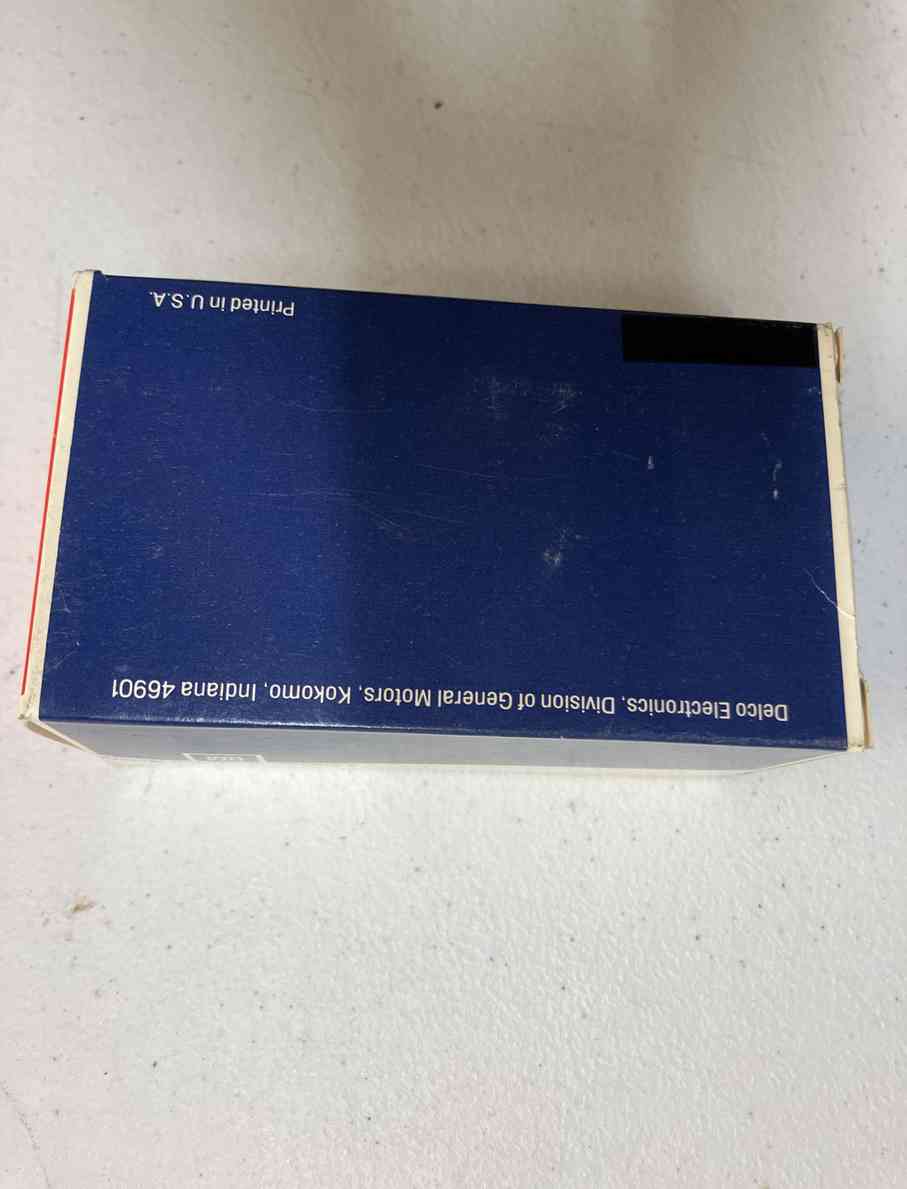 Delco Electronics, Division of General Motors, Kokomo, Indiana 46901
Printed in U.S.A.